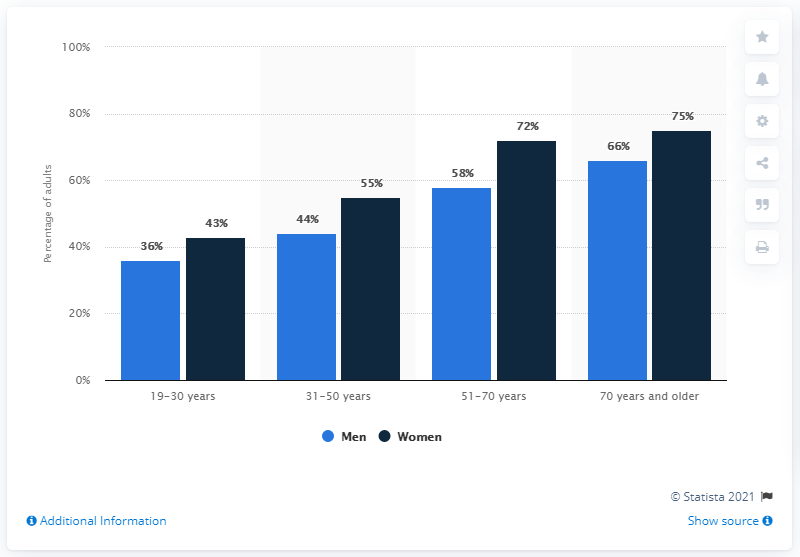 100%
80%
60%
40%
20%
0%
Percentage of adults
36%
43%
44%
55%
58%
72%
66%
75%
19–30 years
31–50 years
51–70 years
70 years and older
Men
Women
© Statista 2021
Additional Information
Show source